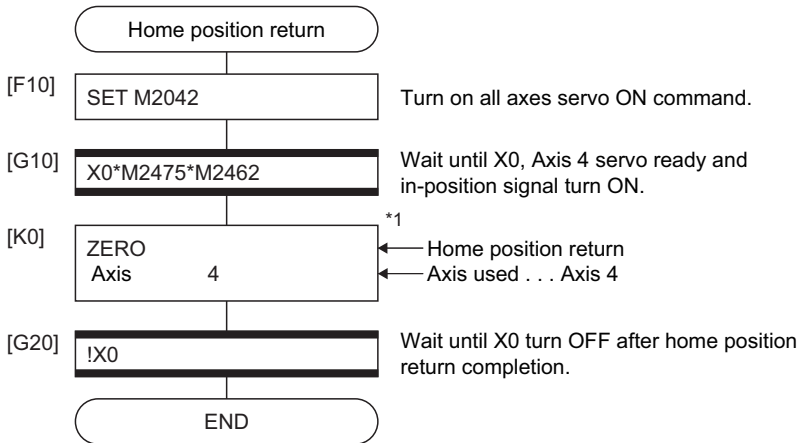 Home position return
[F10]
SET M2042
Turn on all axes servo ON command.
[G10]
X0*M2475*M2462
Wait until X0, Axis 4 servo ready and
in-position signal turn ON.
*1
[K0]
ZERO
Home position return
Axis 4
Axis used . . . Axis 4
[G20]
!X0
Wait until X0 turn OFF after home position
return completion.
END